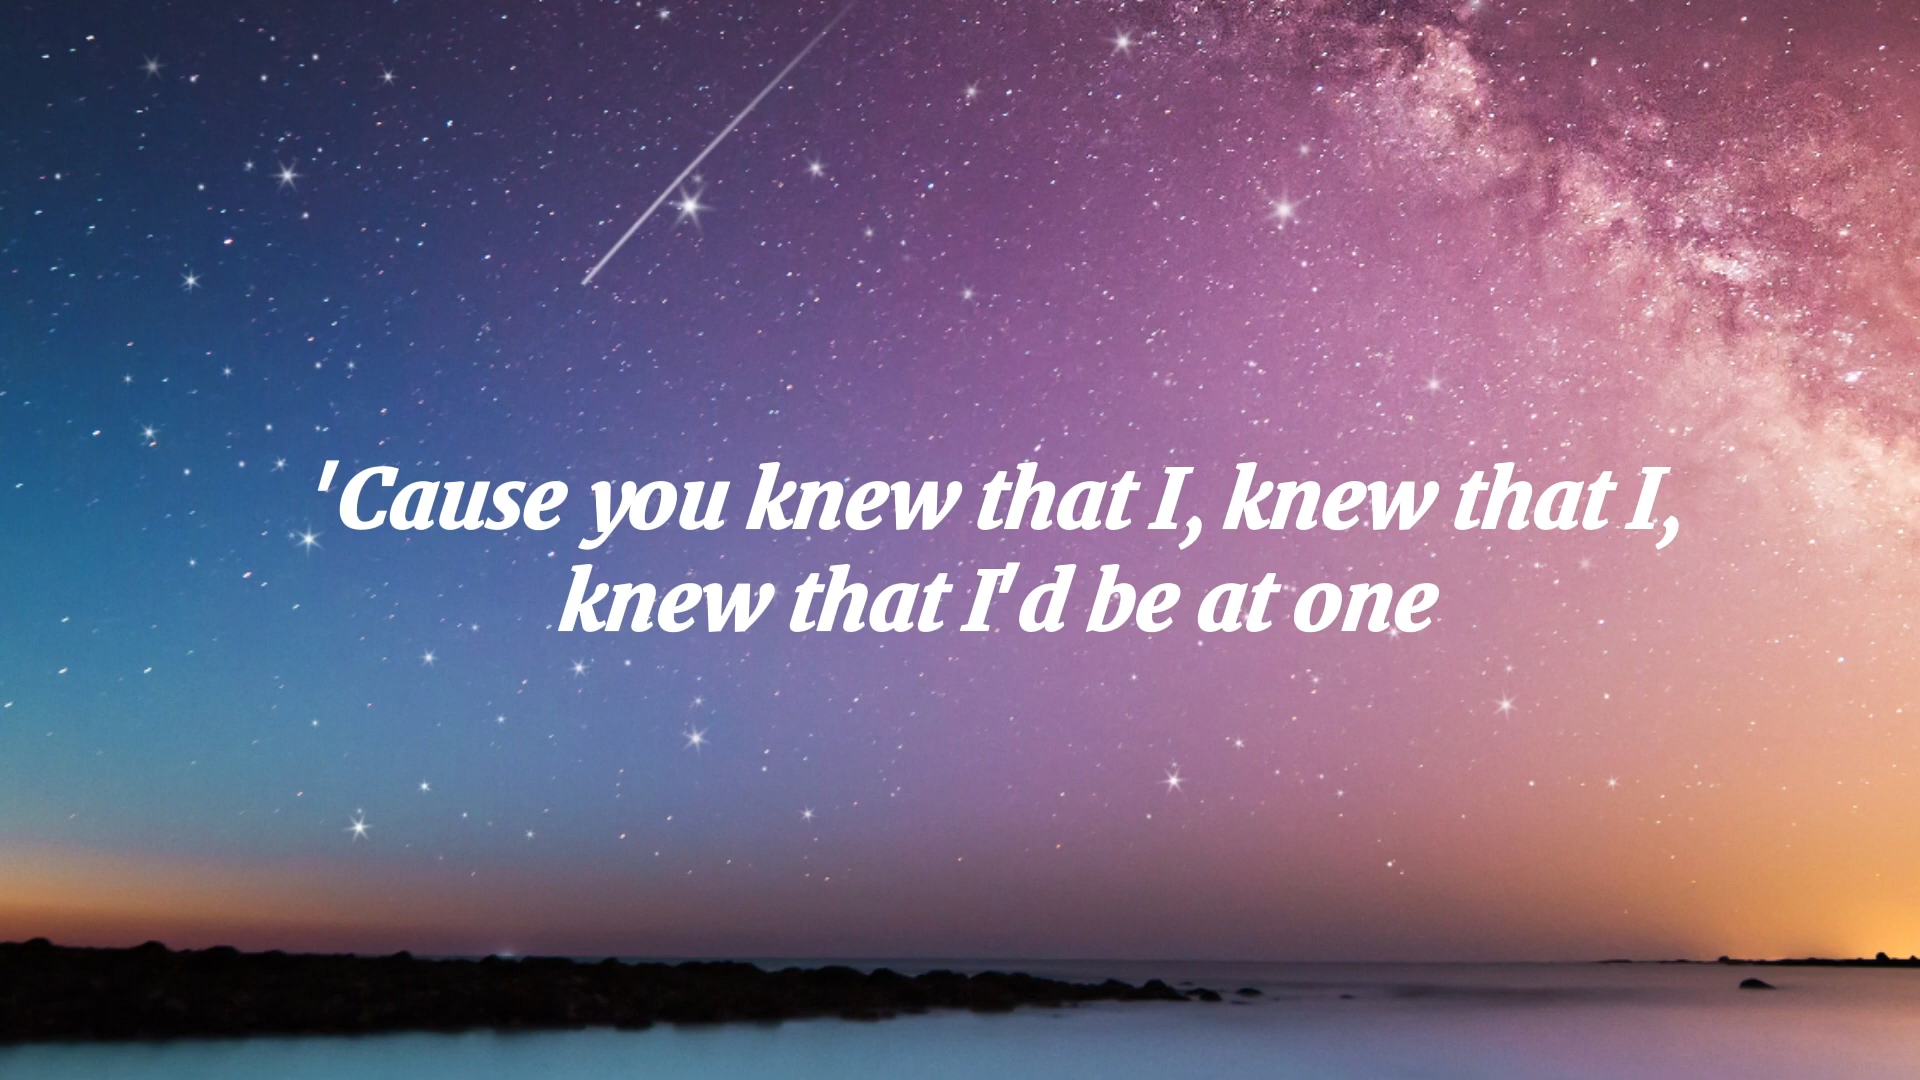 'Cause you knew that I, knew that I,
knew that I'd be at one